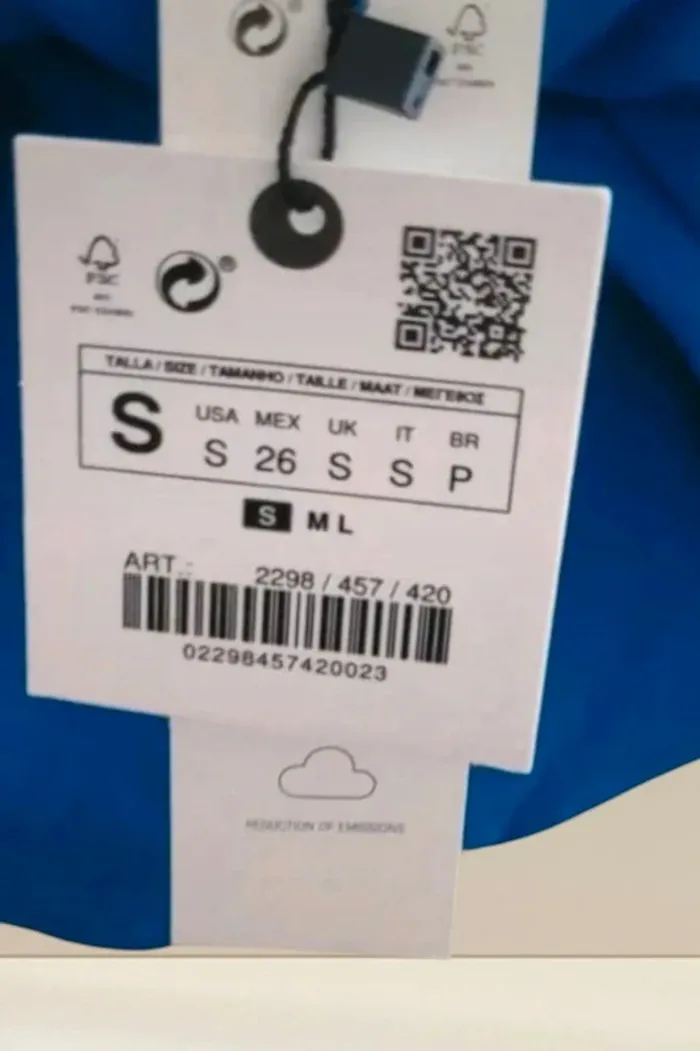 FSC
®
TALLA / SIZE / TAMANHO / TAILLE / MAAT / ΜΕΓΕΘΟΣ
S
USA MEX UK IT BR
S 26 S S P
S M L
ART.:
2298 / 457 / 420
02298457420023
REDUCTION OF EMISSIONS